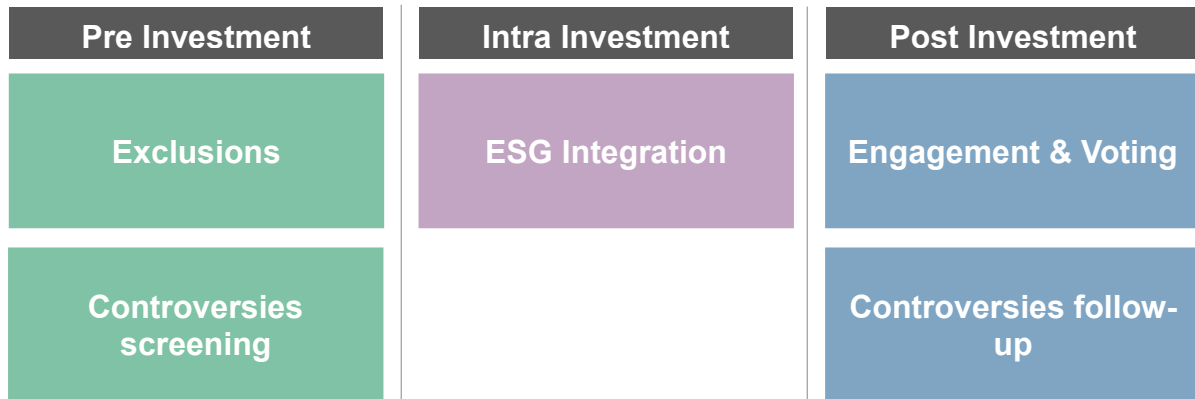 Pre Investment
Intra Investment
Post Investment
Exclusions
ESG Integration
Engagement & Voting
Controversies
screening
Controversies follow-
up